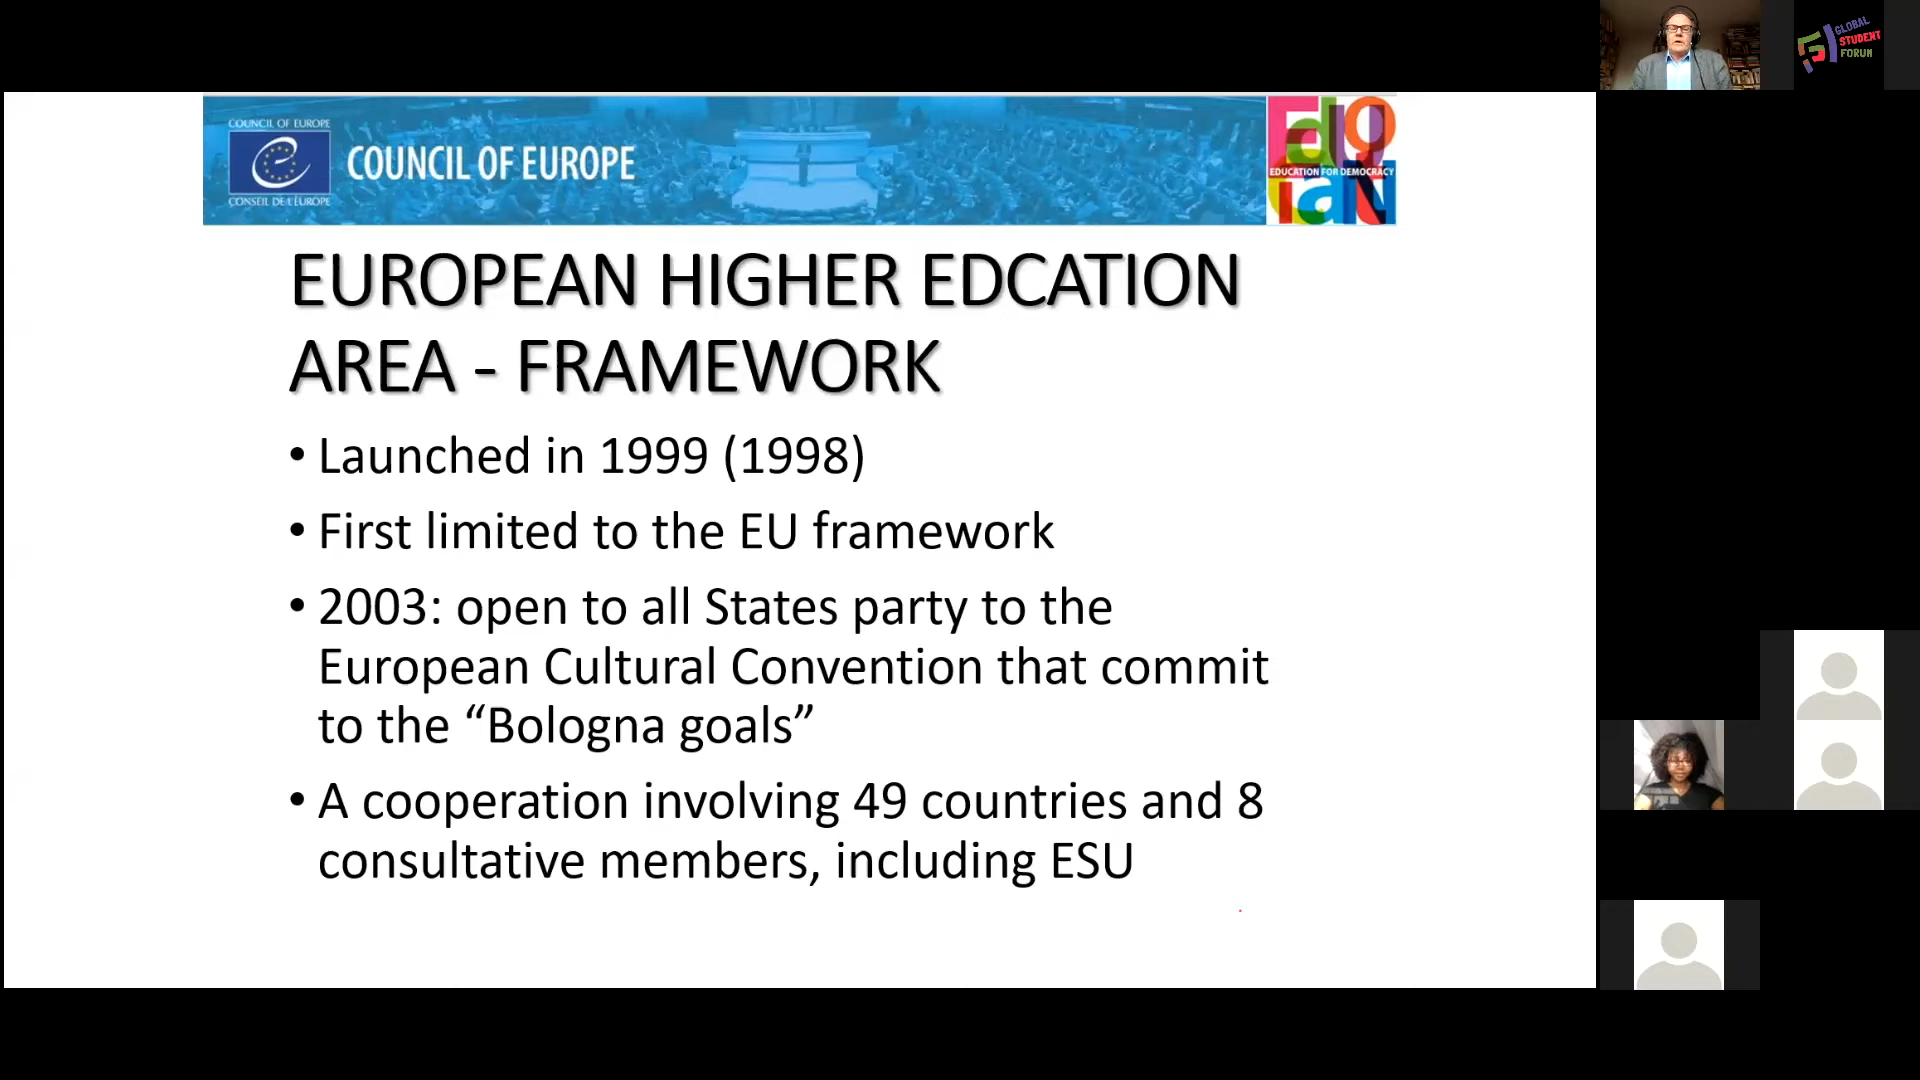 COUNCIL OF EUROPE
COUNCIL OF EUROPE
CONSEIL DE L'EUROPE
EDUCATION FOR DEMOCRACY
GLOBAL
STUDENT
FORUM
EUROPEAN HIGHER EDCATION
AREA - FRAMEWORK
• Launched in 1999 (1998)
• First limited to the EU framework
• 2003: open to all States party to the
European Cultural Convention that commit
to the “Bologna goals”
• A cooperation involving 49 countries and 8
consultative members, including ESU